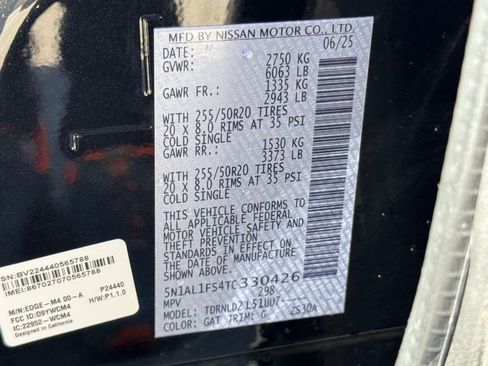 MFD BY NISSAN MOTOR CO., LTD.
DATE: 06/25
GVWR: 2750 KG
6063 LB
GAWR FR.: 1335 KG
2943 LB
WITH 255/50R20 TIRES
20 X 8.0 RIMS AT 35 PSI
COLD SINGLE
GAWR RR.: 1530 KG
3373 LB
WITH 255/50R20 TIRES
20 X 8.0 RIMS AT 35 PSI
COLD SINGLE
THIS VEHICLE CONFORMS
TO ALL APPLICABLE FEDERAL
MOTOR VEHICLE SAFETY
THEFT PREVENTION
IN EFFECT ON THE
DATE OF MANUFACTURE
5N1AL1FS4TC330426
298
MPV
MODEL:
COLOR: TRIM:
SN:BV224440565788
IMEI:867027070565788
P24440
M/N:EDGE-M4 00-A H/W:P1.1.0
FCC ID:O9YWCM4
IC:22952-WCM4
Designed in California